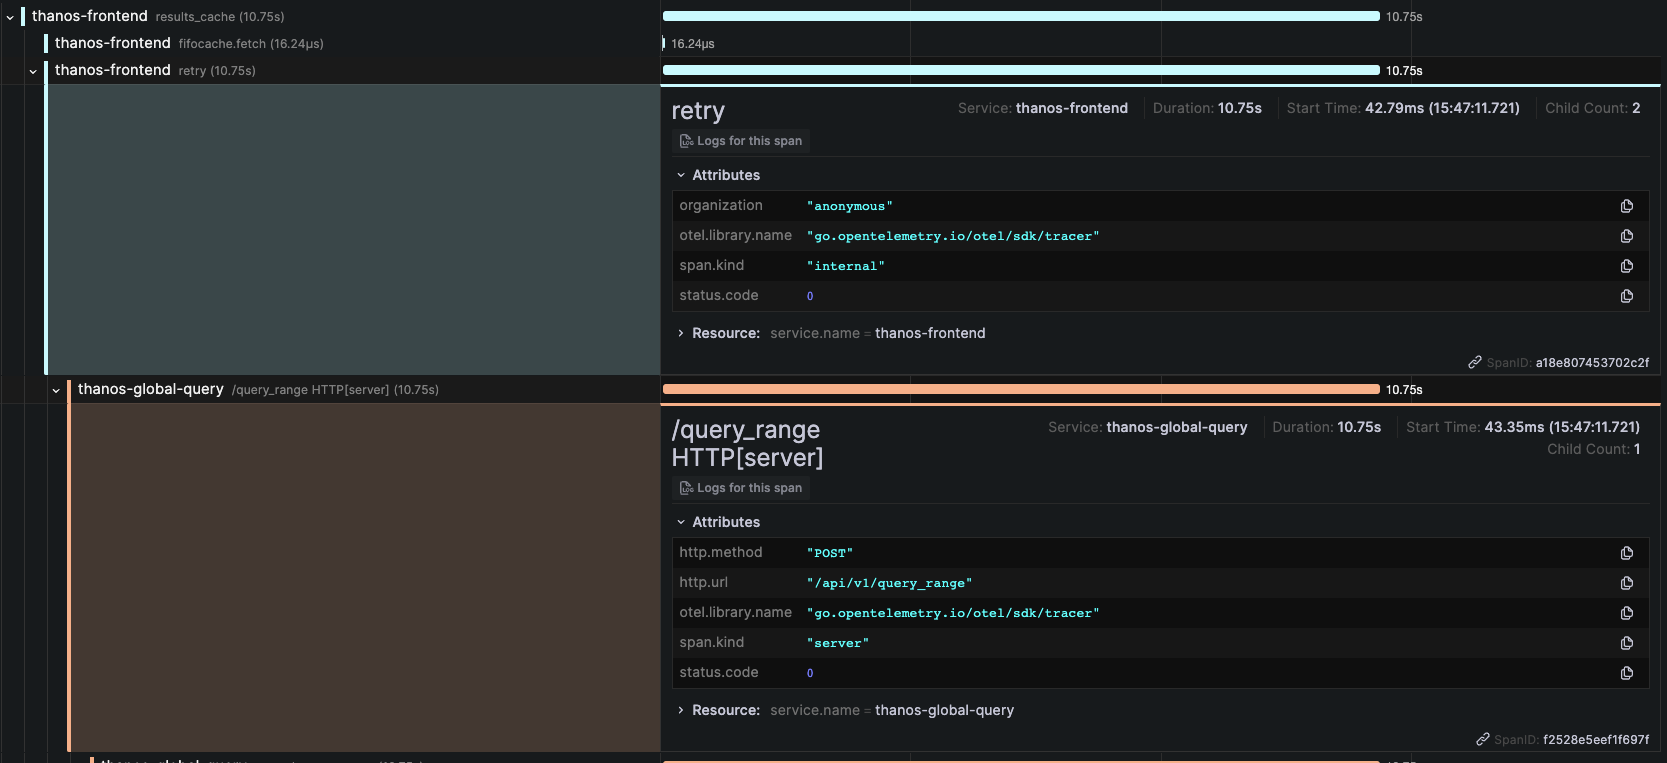 thanos-frontend results_cache (10.75s) 10.75s
thanos-frontend fifocache.fetch (16.24μs) 16.24μs
thanos-frontend retry (10.75s) 10.75s
retry Service: thanos-frontend Duration: 10.75s Start Time: 42.79ms (15:47:11.721) Child Count: 2
Logs for this span
Attributes
organization "anonymous"
otel.library.name "go.opentelemetry.io/otel/sdk/tracer"
span.kind "internal"
status.code 0
Resource: service.name = thanos-frontend
SpanID: a18e807453702c2f
thanos-global-query /query_range HTTP[server] (10.75s) 10.75s
/query_range Service: thanos-global-query Duration: 10.75s Start Time: 43.35ms (15:47:11.721)
HTTP[server] Child Count: 1
Logs for this span
Attributes
http.method "POST"
http.url "/api/v1/query_range"
otel.library.name "go.opentelemetry.io/otel/sdk/tracer"
span.kind "server"
status.code 0
Resource: service.name = thanos-global-query
SpanID: f2528e5eef1f697f